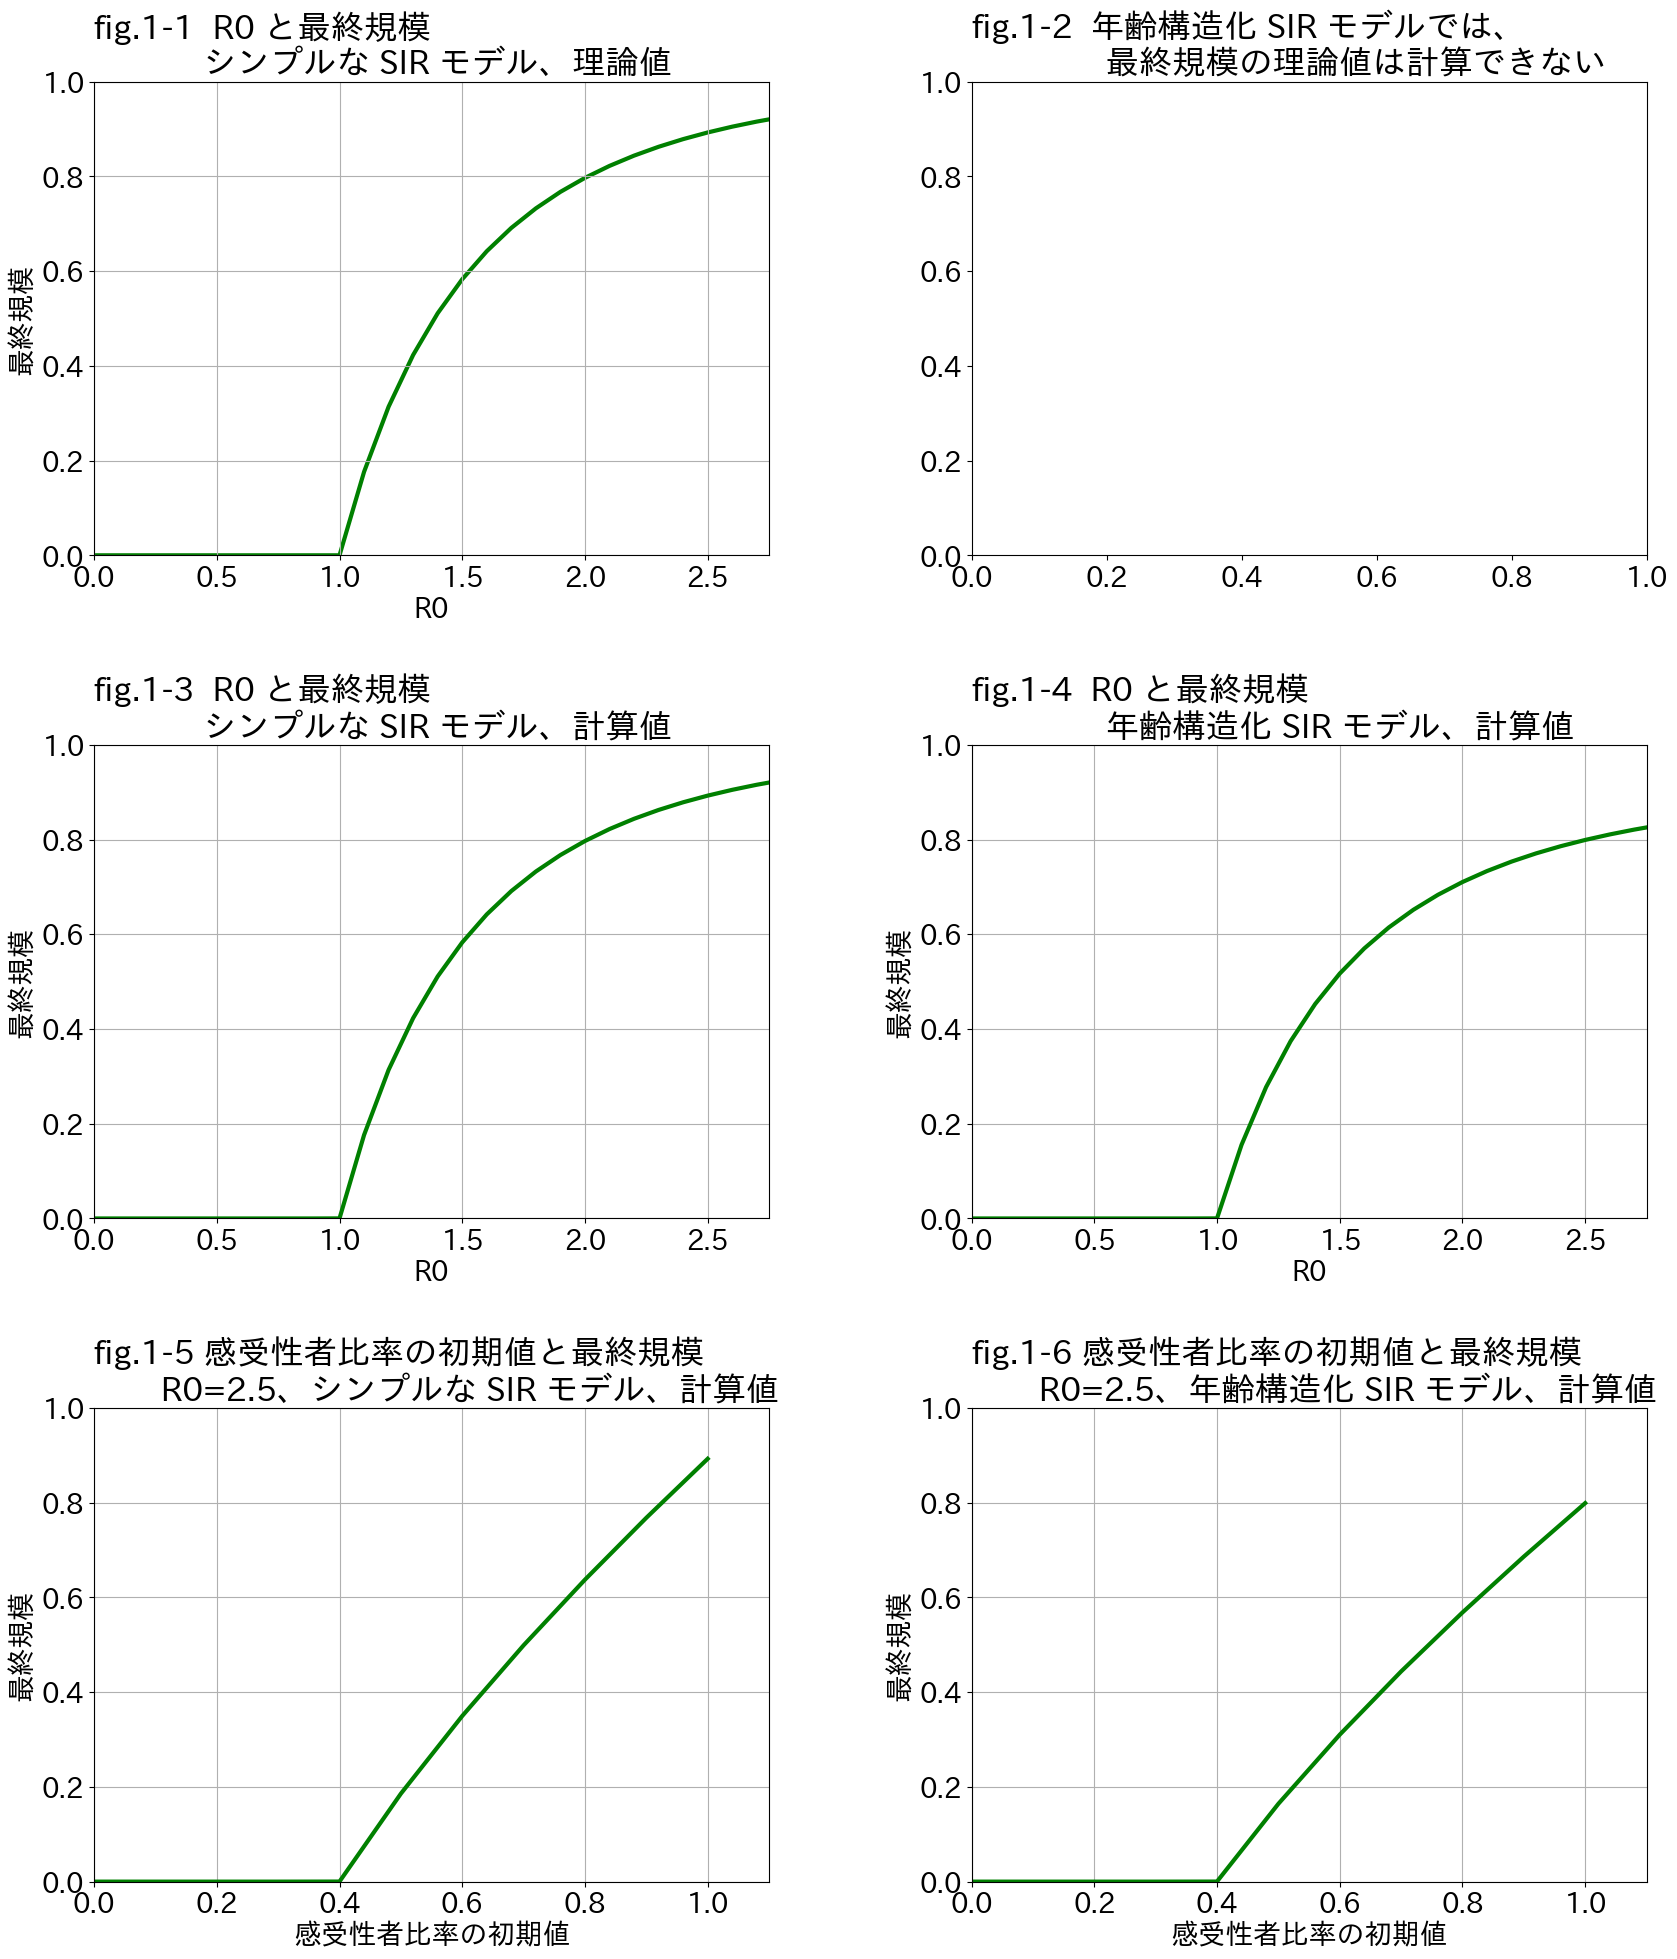 fig.1-1 R0 と最終規模
シンプルな SIR モデル、理論値
1.0
0.8
0.6
0.4
0.2
0.0
最終規模
0.0 0.5 1.0 1.5 2.0 2.5
R0
fig.1-2 年齢構造化 SIR モデルでは、
最終規模の理論値は計算できない
1.0
0.8
0.6
0.4
0.2
0.0
0.0 0.2 0.4 0.6 0.8 1.0
fig.1-3 R0 と最終規模
シンプルな SIR モデル、計算値
1.0
0.8
0.6
0.4
0.2
0.0
最終規模
0.0 0.5 1.0 1.5 2.0 2.5
R0
fig.1-4 R0 と最終規模
年齢構造化 SIR モデル、計算値
1.0
0.8
0.6
0.4
0.2
0.0
最終規模
0.0 0.5 1.0 1.5 2.0 2.5
R0
fig.1-5 感受性者比率の初期値と最終規模
R0=2.5、シンプルな SIR モデル、計算値
1.0
0.8
0.6
0.4
0.2
0.0
最終規模
0.0 0.2 0.4 0.6 0.8 1.0
感受性者比率の初期値
fig.1-6 感受性者比率の初期値と最終規模
R0=2.5、年齢構造化 SIR モデル、計算値
1.0
0.8
0.6
0.4
0.2
0.0
最終規模
0.0 0.2 0.4 0.6 0.8 1.0
感受性者比率の初期値